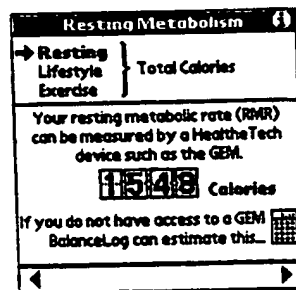 Resting Metabolism i
Resting
Lifestyle
Exercise
Total Calories
Your resting metabolic rate (RMR)
can be measured by a HealtheTech
device such as the GEM.
1548 Calories
If you do not have access to a GEM
BalanceLog can estimate this...